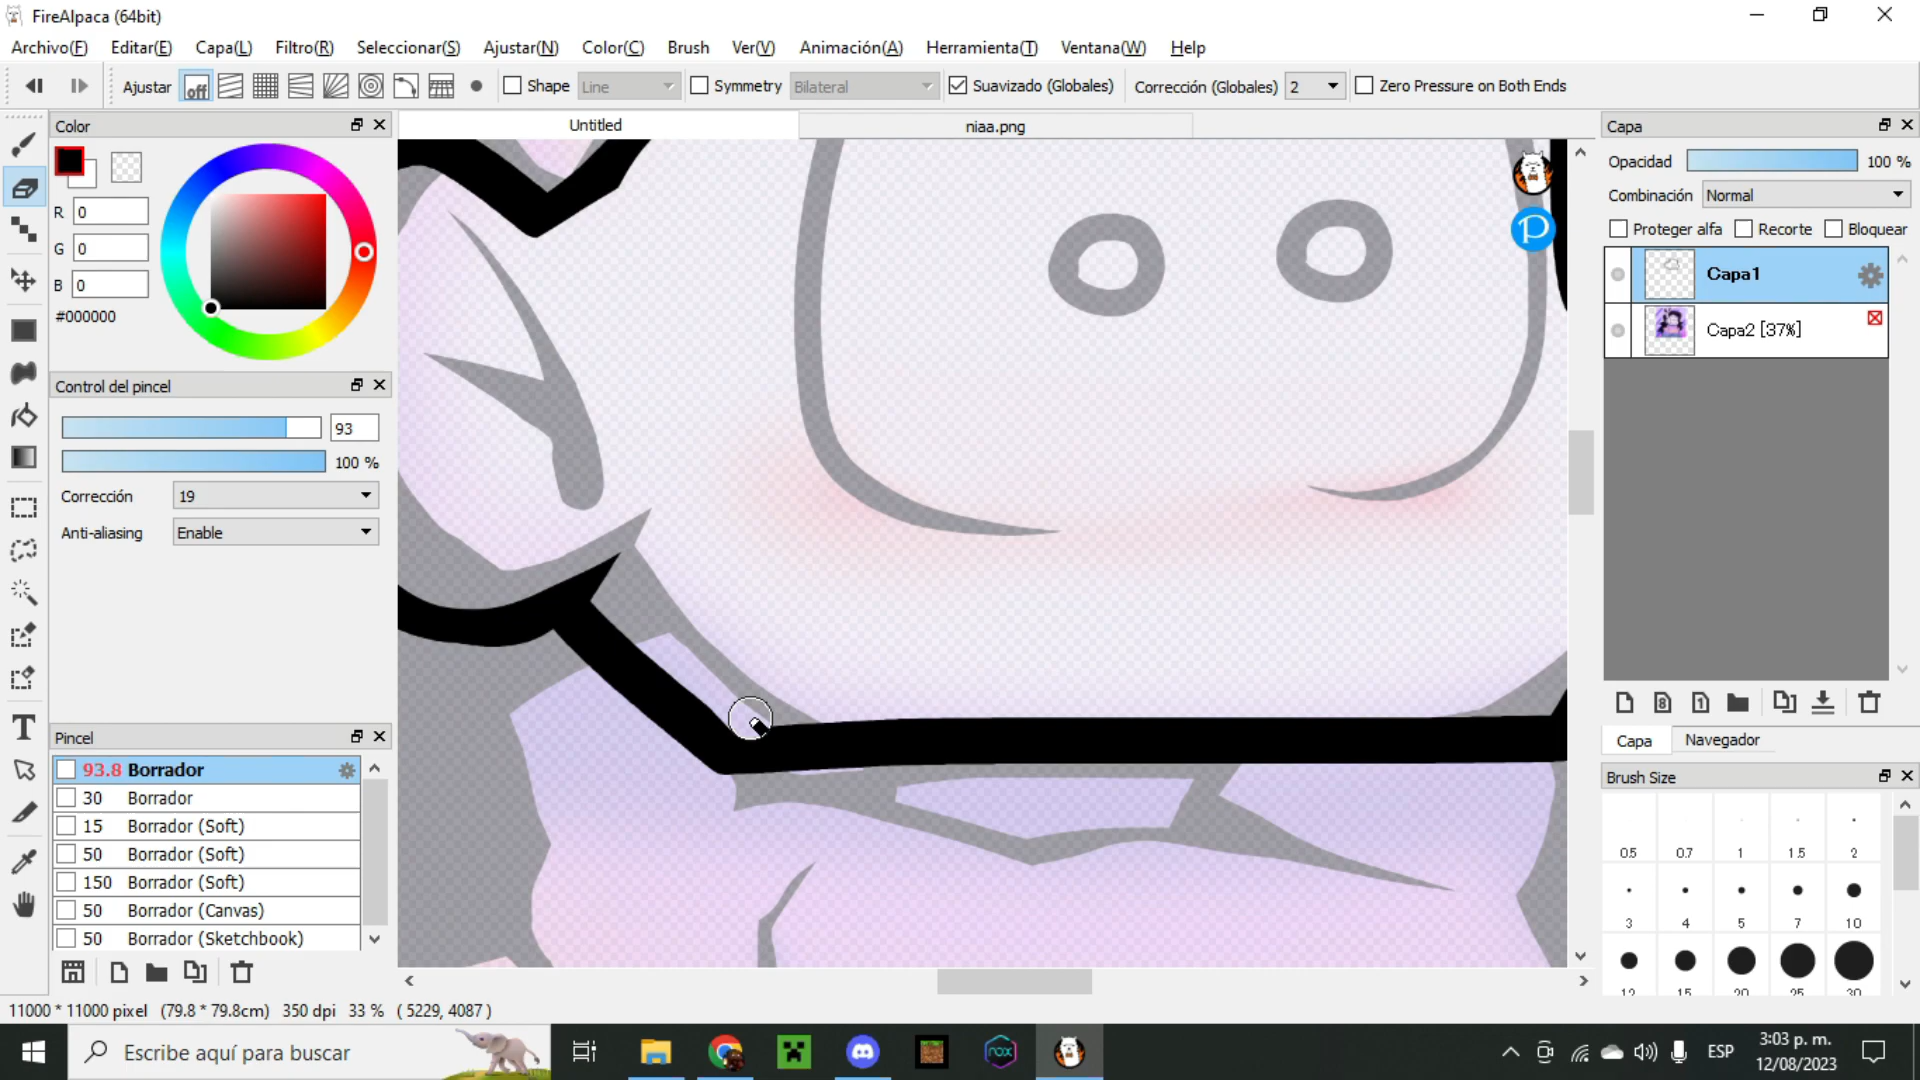 FireAlpaca (64bit)
Archivo(F) Editar(E) Capa(L) Filtro(R) Seleccionar(S) Ajustar(N) Color(C) Brush Ver(V) Animación(A) Herramienta(T) Ventana(W) Help
Ajustar off Shape Line Symmetry Bilateral Suavizado (Globales) Corrección (Globales) 2 Zero Pressure on Both Ends
Color
Untitled
niaa.png
Capa
R 0
G 0
B 0
#000000
Opacidad 100 %
Combinación Normal
Proteger alfa Recorte Bloquear
Capa1
Capa2 [37%]
Control del pincel
93
100 %
Corrección 19
Anti-aliasing Enable
Pincel
93.8 Borrador
30 Borrador
15 Borrador (Soft)
50 Borrador (Soft)
150 Borrador (Soft)
50 Borrador (Canvas)
50 Borrador (Sketchbook)
8 1
Capa Navegador
Brush Size
0.5 0.7 1 1.5 2
3 4 5 7 10
12 15 20 25 30
P
T
11000 * 11000 pixel (79.8 * 79.8cm) 350 dpi 33 % ( 5229, 4087 )
Escribe aquí para buscar
nox
ESP
3:03 p. m.
12/08/2023